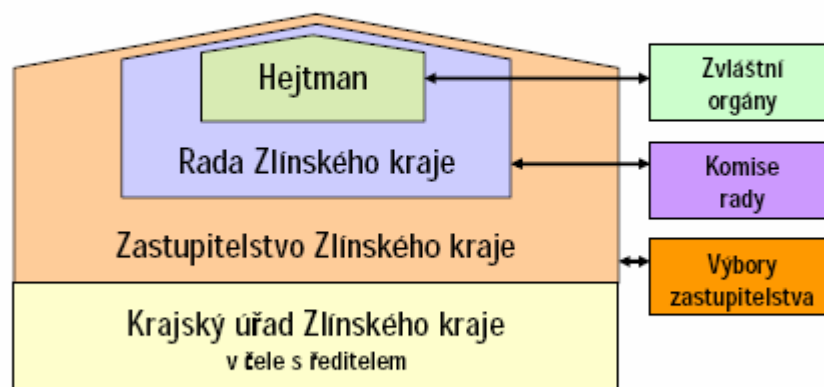 Hejtman
Zvláštní
orgány
Rada Zlínského kraje
Komise
rady
Zastupitelstvo Zlínského kraje
Výbory
zastupitelstva
Krajský úřad Zlínského kraje
v čele s ředitelem